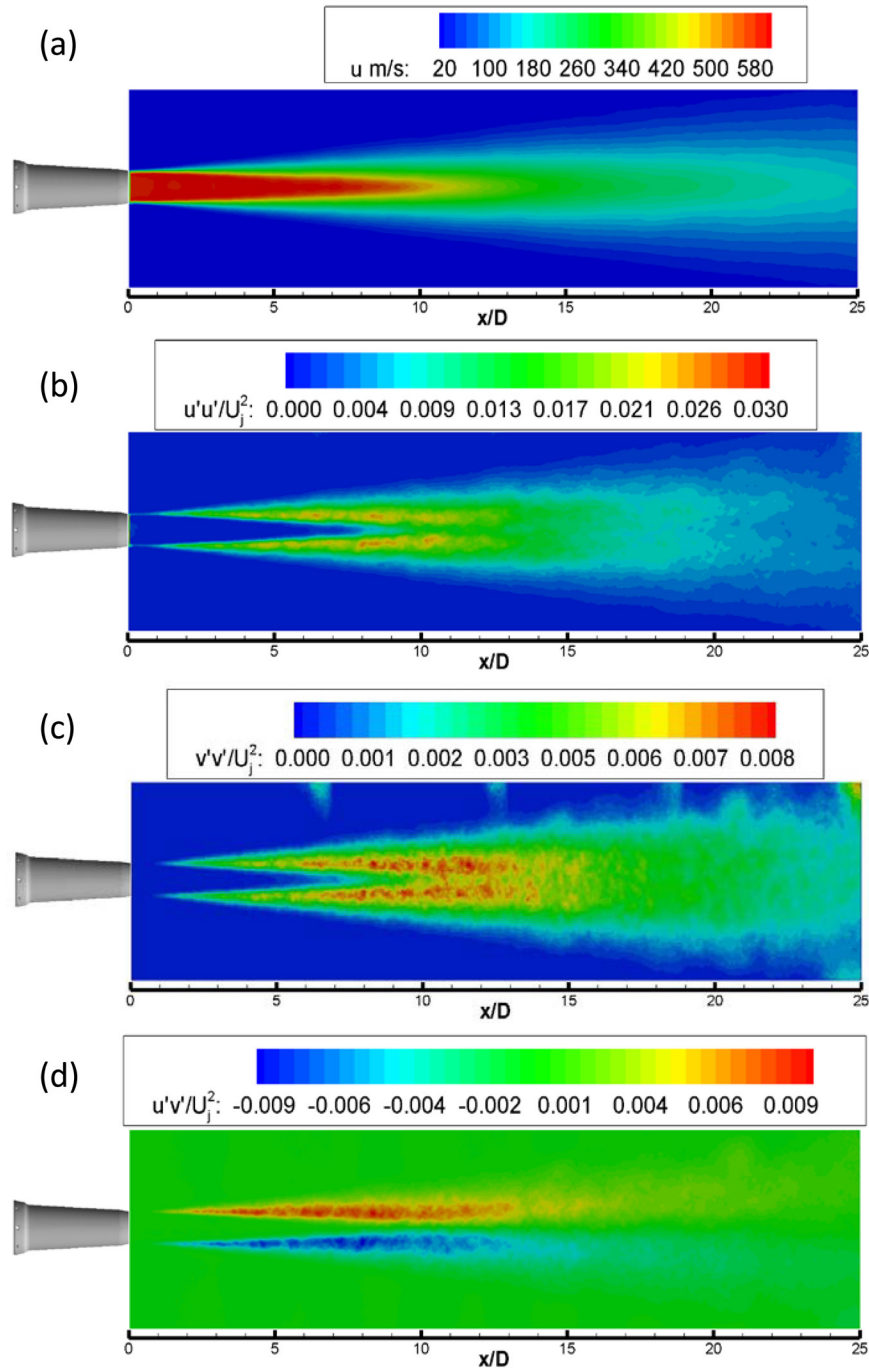 (a)
u m/s: 20 100 180 260 340 420 500 580
0 5 10 15 20 25
x/D
(b)
u'u'/U_j^2: 0.000 0.004 0.009 0.013 0.017 0.021 0.026 0.030
0 5 10 15 20 25
x/D
(c)
v'v'/U_j^2: 0.000 0.001 0.002 0.003 0.005 0.006 0.007 0.008
0 5 10 15 20 25
x/D
(d)
u'v'/U_j^2: -0.009 -0.006 -0.004 -0.002 0.001 0.004 0.006 0.009
0 5 10 15 20 25
x/D